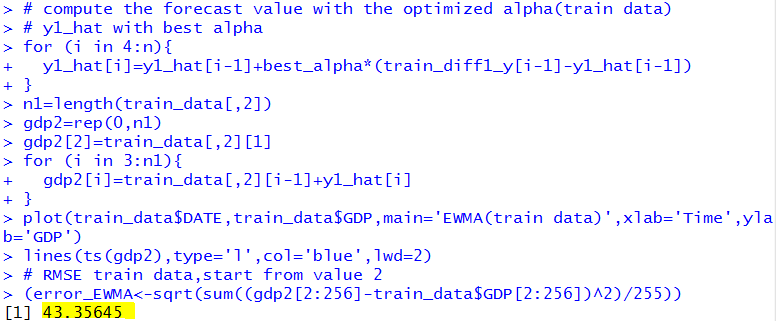 > # compute the forecast value with the optimized alpha(train data)
> # y1_hat with best alpha
> for (i in 4:n){
+   y1_hat[i]=y1_hat[i-1]+best_alpha*(train_diff1_y[i-1]-y1_hat[i-1])
+ }
> n1=length(train_data[,2])
> gdp2=rep(0,n1)
> gdp2[2]=train_data[,2][1]
> for (i in 3:n1){
+   gdp2[i]=train_data[,2][i-1]+y1_hat[i]
+ }
> plot(train_data$DATE,train_data$GDP,main='EWMA(train data)',xlab='Time',yla
b='GDP')
> lines(ts(gdp2),type='l',col='blue',lwd=2)
> # RMSE train data,start from value 2
> (error_EWMA<-sqrt(sum((gdp2[2:256]-train_data$GDP[2:256])^2)/255))
[1] 43.35645